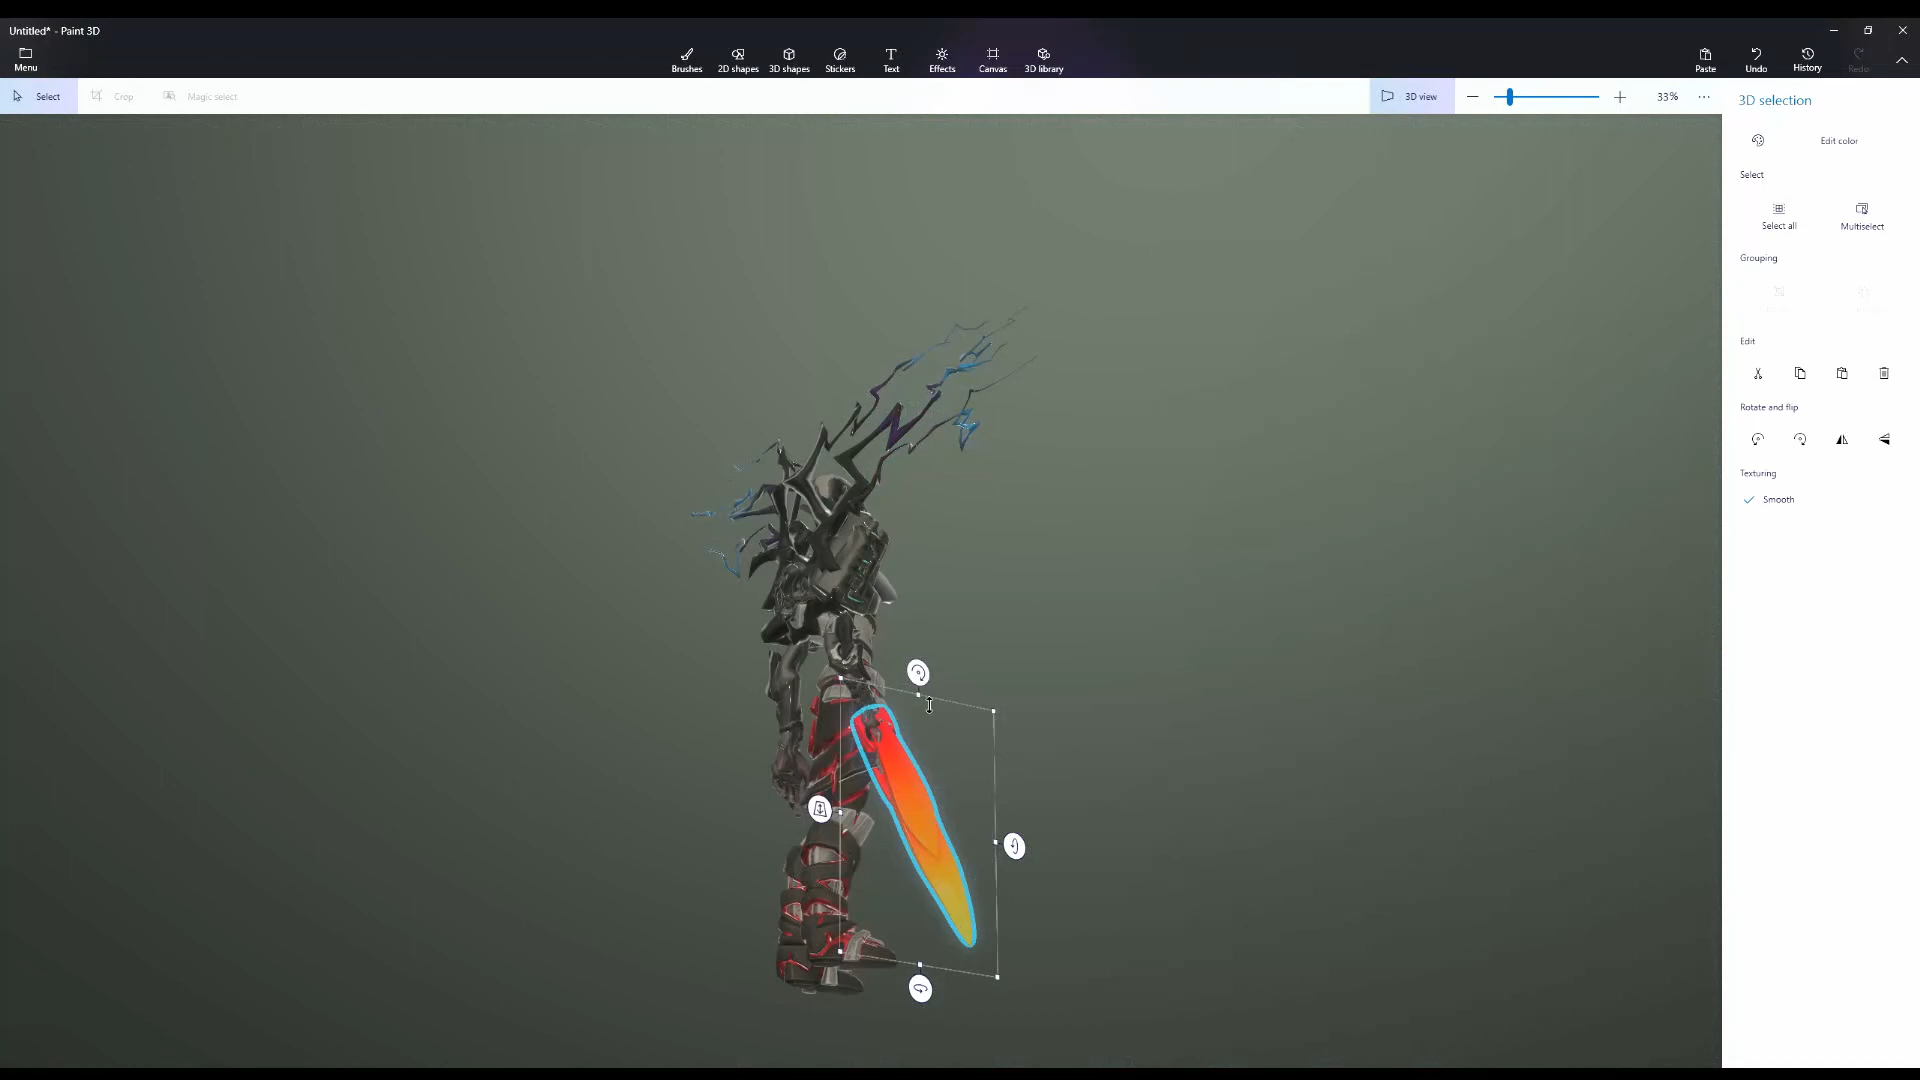 Untitled* - Paint 3D
Menu
Brushes
2D shapes
3D shapes
Stickers
Text
Effects
Canvas
3D library
Paste
Undo
History
Redo
Select
Crop
Magic select
3D view
33%
3D selection
Edit color
Select
Select all
Multiselect
Grouping
Edit
Rotate and flip
Texturing
Smooth